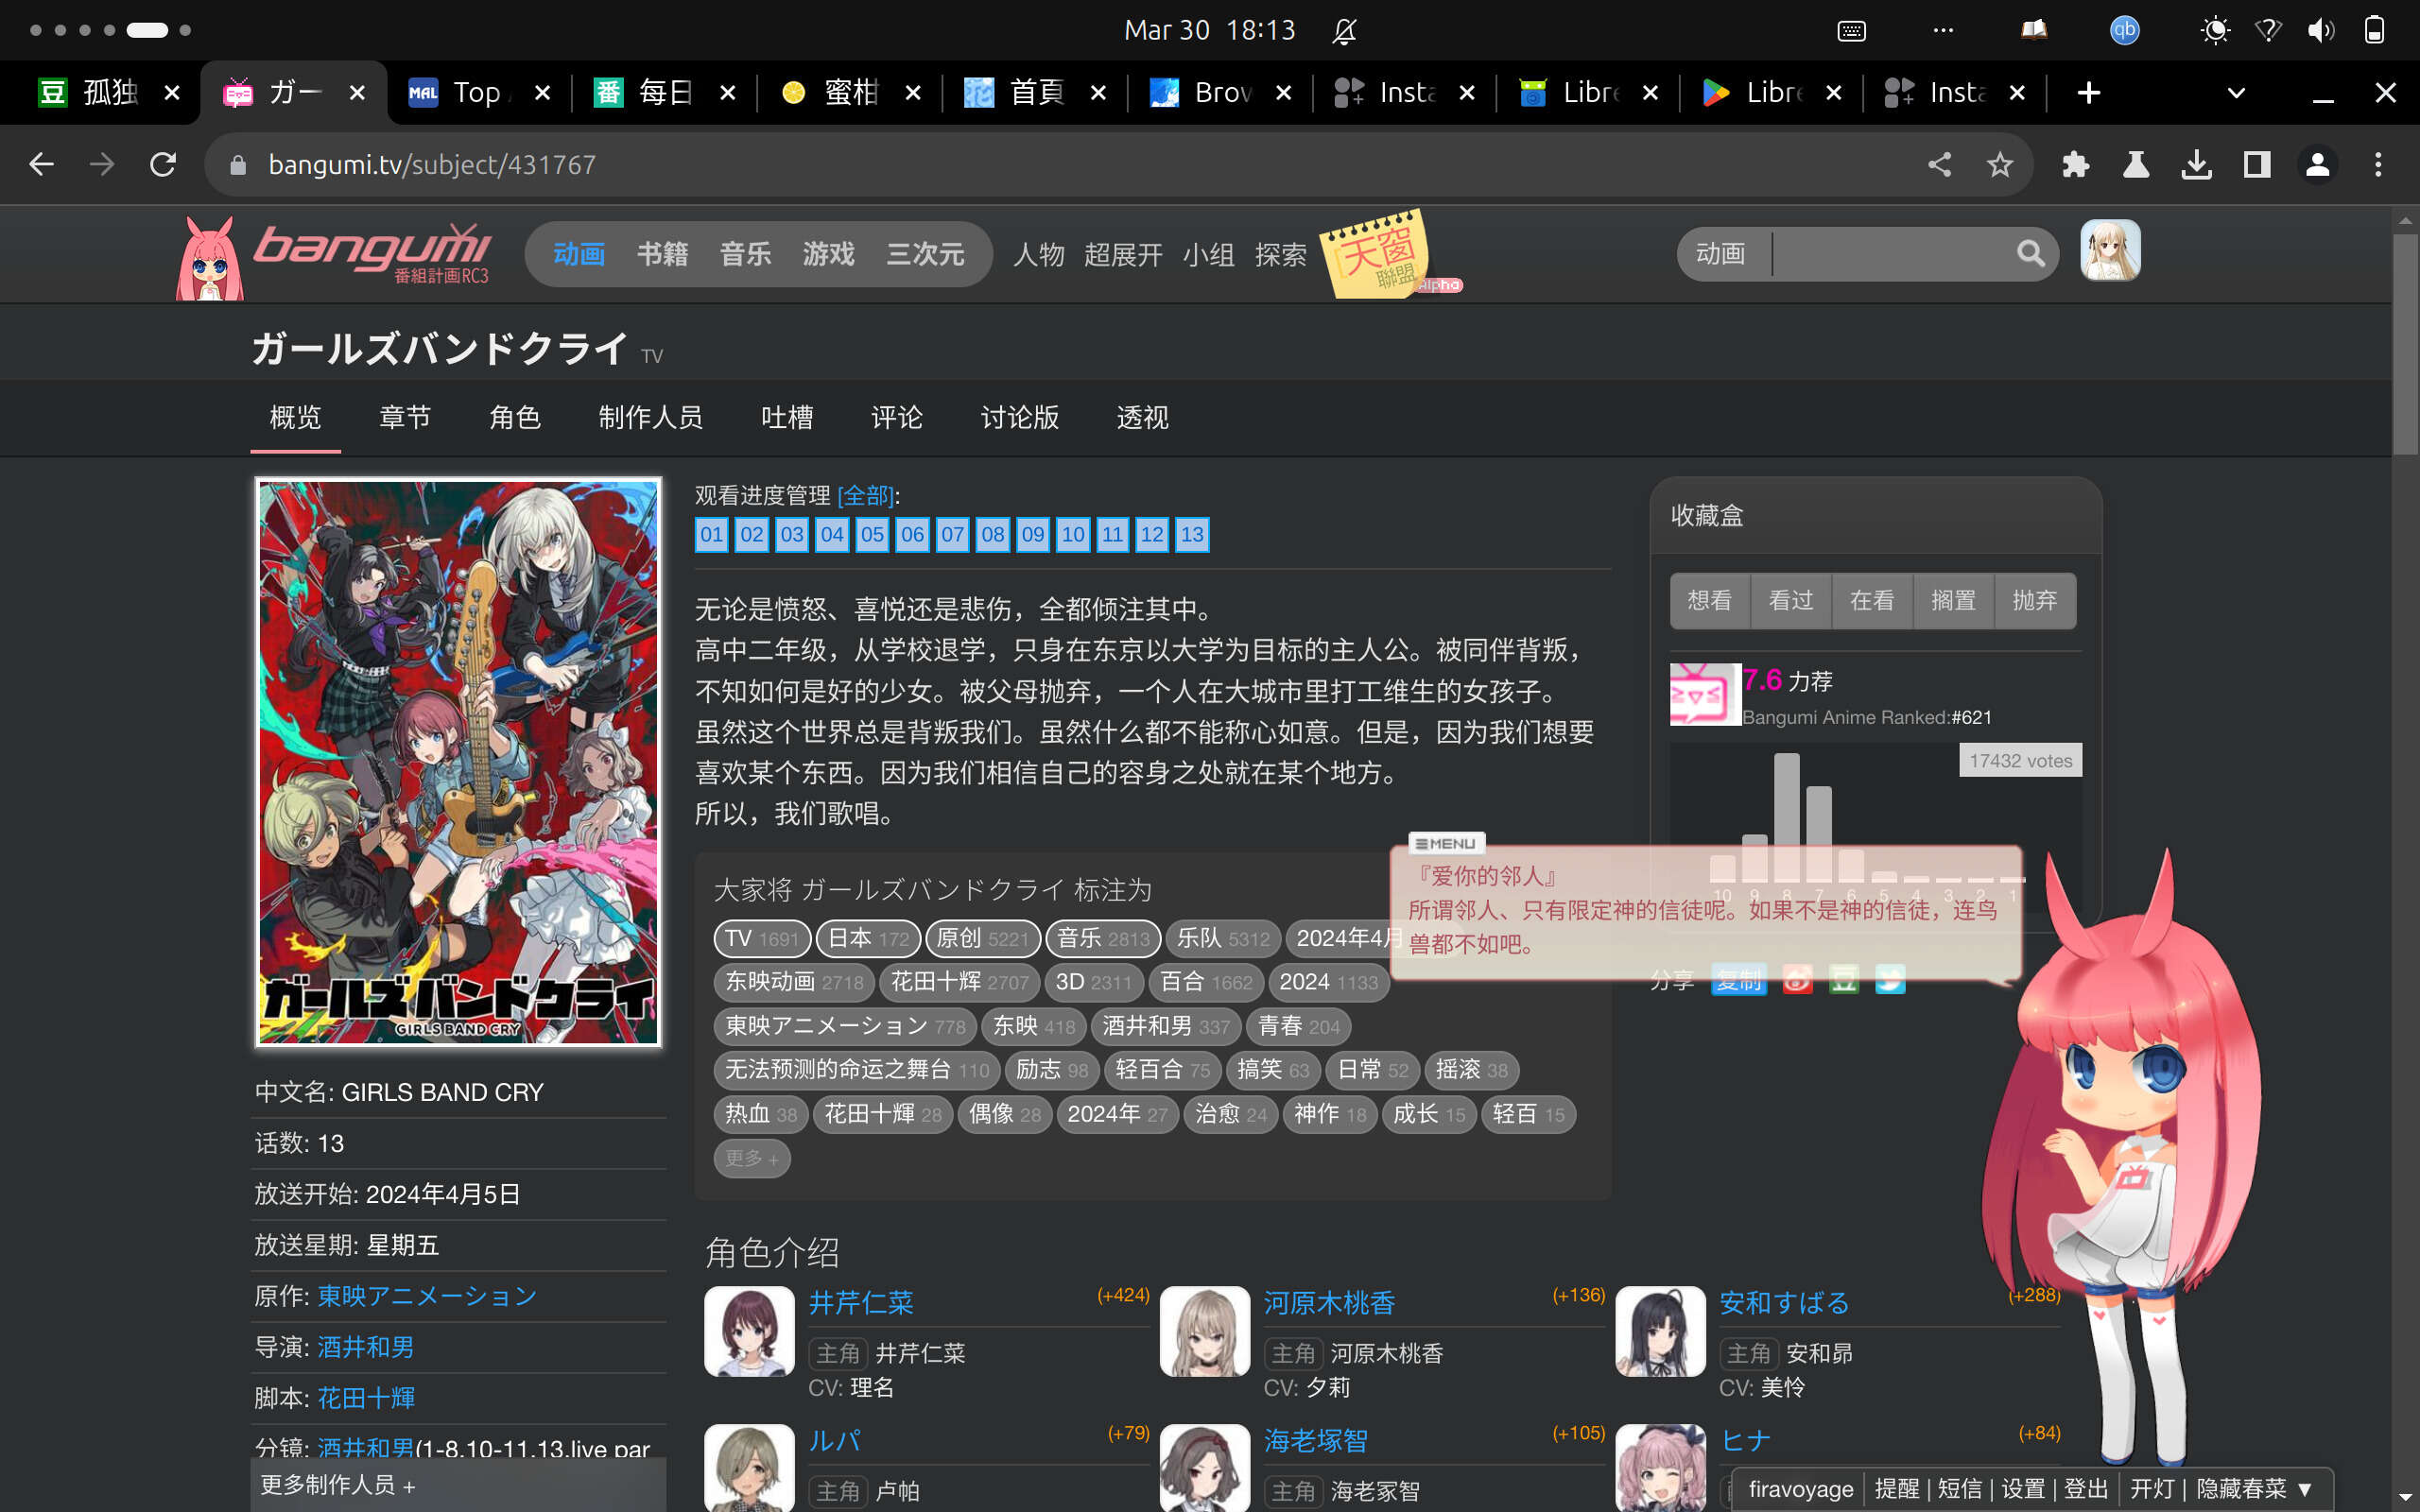 Mar 30 18:13
qb
豆 孤独
ガー
MAL Top
番 每日
蜜柑
首頁
Brov
Insta
Libre
Libre
Insta
bangumi.tv/subject/431767
bangumi
番組計画RC3
动画 书籍 音乐 游戏 三次元 人物 超展开 小组 探索
天窗
聯盟
Alpha
动画
ガールズバンドクライ TV
概览 章节 角色 制作人员 吐槽 评论 讨论版 透视
ガールズバンドクライ
GIRLS BAND CRY
中文名: GIRLS BAND CRY
话数: 13
放送开始: 2024年4月5日
放送星期: 星期五
原作: 東映アニメーション
导演: 酒井和男
脚本: 花田十輝
分镜: 酒井和男(1-8.10-11.13.live par
更多制作人员 +
观看进度管理 [全部]:
01 02 03 04 05 06 07 08 09 10 11 12 13
无论是愤怒、喜悦还是悲伤，全都倾注其中。
高中二年级，从学校退学，只身在东京以大学为目标的主人公。被同伴背叛，
不知如何是好的少女。被父母抛弃，一个人在大城市里打工维生的女孩子。
虽然这个世界总是背叛我们。虽然什么都不能称心如意。但是，因为我们想要
喜欢某个东西。因为我们相信自己的容身之处就在某个地方。
所以，我们歌唱。
大家将 ガールズバンドクライ 标注为
TV 1691 日本 172 原创 5221 音乐 2813 乐队 5312 2024年4月
东映动画 2718 花田十辉 2707 3D 2311 百合 1662 2024 1133
東映アニメーション 778 东映 418 酒井和男 337 青春 204
无法预测的命运之舞台 110 励志 98 轻百合 75 搞笑 63 日常 52 摇滚 38
热血 38 花田十輝 28 偶像 28 2024年 27 治愈 24 神作 18 成长 15 轻百 15
更多 +
角色介绍
井芹仁菜 (+424)
主角 井芹仁菜
CV: 理名
河原木桃香 (+136)
主角 河原木桃香
CV: 夕莉
安和すばる (+288)
主角 安和昴
CV: 美怜
ルパ (+79)
主角 卢帕
海老塚智 (+105)
主角 海老冢智
ヒナ (+84)
收藏盒
想看 看过 在看 搁置 抛弃
7.6 力荐
Bangumi Anime Ranked:#621
17432 votes
10 9 8 7 6 5 4 3 2 1
MENU
『爱你的邻人』
所谓邻人、只有限定神的信徒呢。如果不是神的信徒，连鸟
兽都不如吧。
分享 复制 豆
firavoyage 提醒 | 短信 | 设置 | 登出 开灯 | 隐藏春菜 ▼